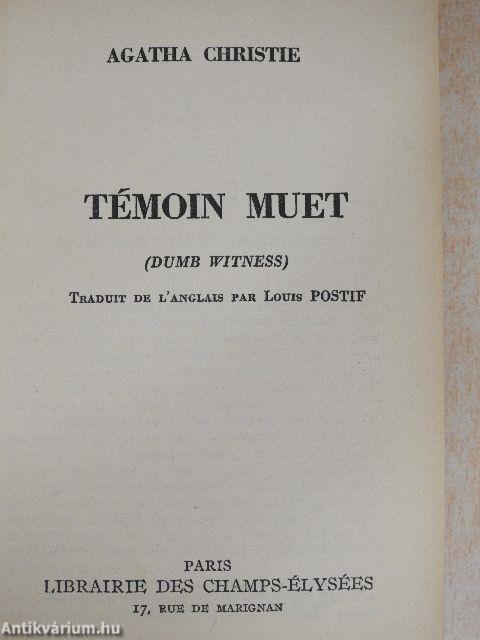 AGATHA CHRISTIE
TÉMOIN MUET
(DUMB WITNESS)
TRADUIT DE L'ANGLAIS PAR LOUIS POSTIF
PARIS
LIBRAIRIE DES CHAMPS-ÉLYSÉES
17, RUE DE MARIGNAN
Antikvárium.hu